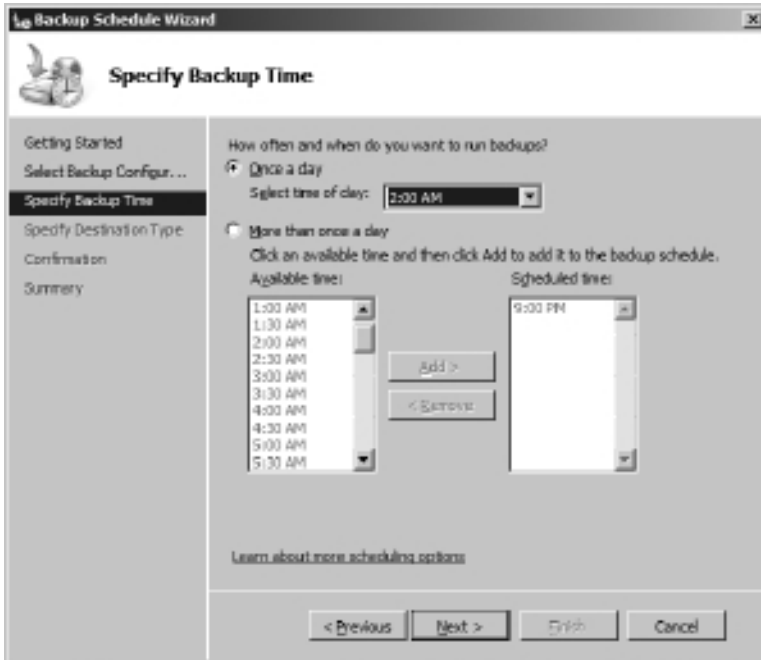 Backup Schedule Wizard
Specify Backup Time
Getting Started
Select Backup Configur...
Specify Backup Time
Specify Destination Type
Confirmation
Summary
How often and when do you want to run backups?
Once a day
Select time of day: 2:00 AM
More than once a day
Click an available time and then click Add to add it to the backup schedule.
Available time:
Scheduled time:
1:00 AM
1:30 AM
2:00 AM
2:30 AM
3:00 AM
3:30 AM
4:00 AM
4:30 AM
5:00 AM
5:30 AM
Add >
< Remove
9:00 PM
Learn about more scheduling options
< Previous
Next >
Finish
Cancel